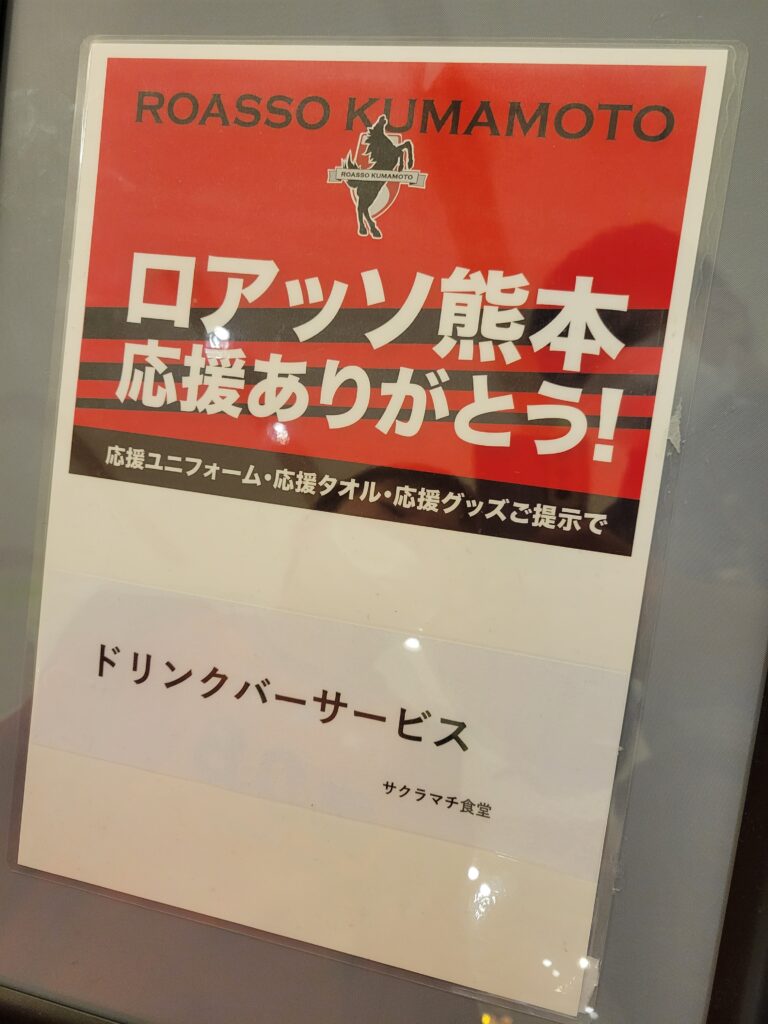 ROASSO KUMAMOTO
ROASSO KUMAMOTO
ロアッソ熊本
応援ありがとう!
応援ユニフォーム・応援タオル・応援グッズご提示で
ドリンクバーサービス
サクラマチ食堂